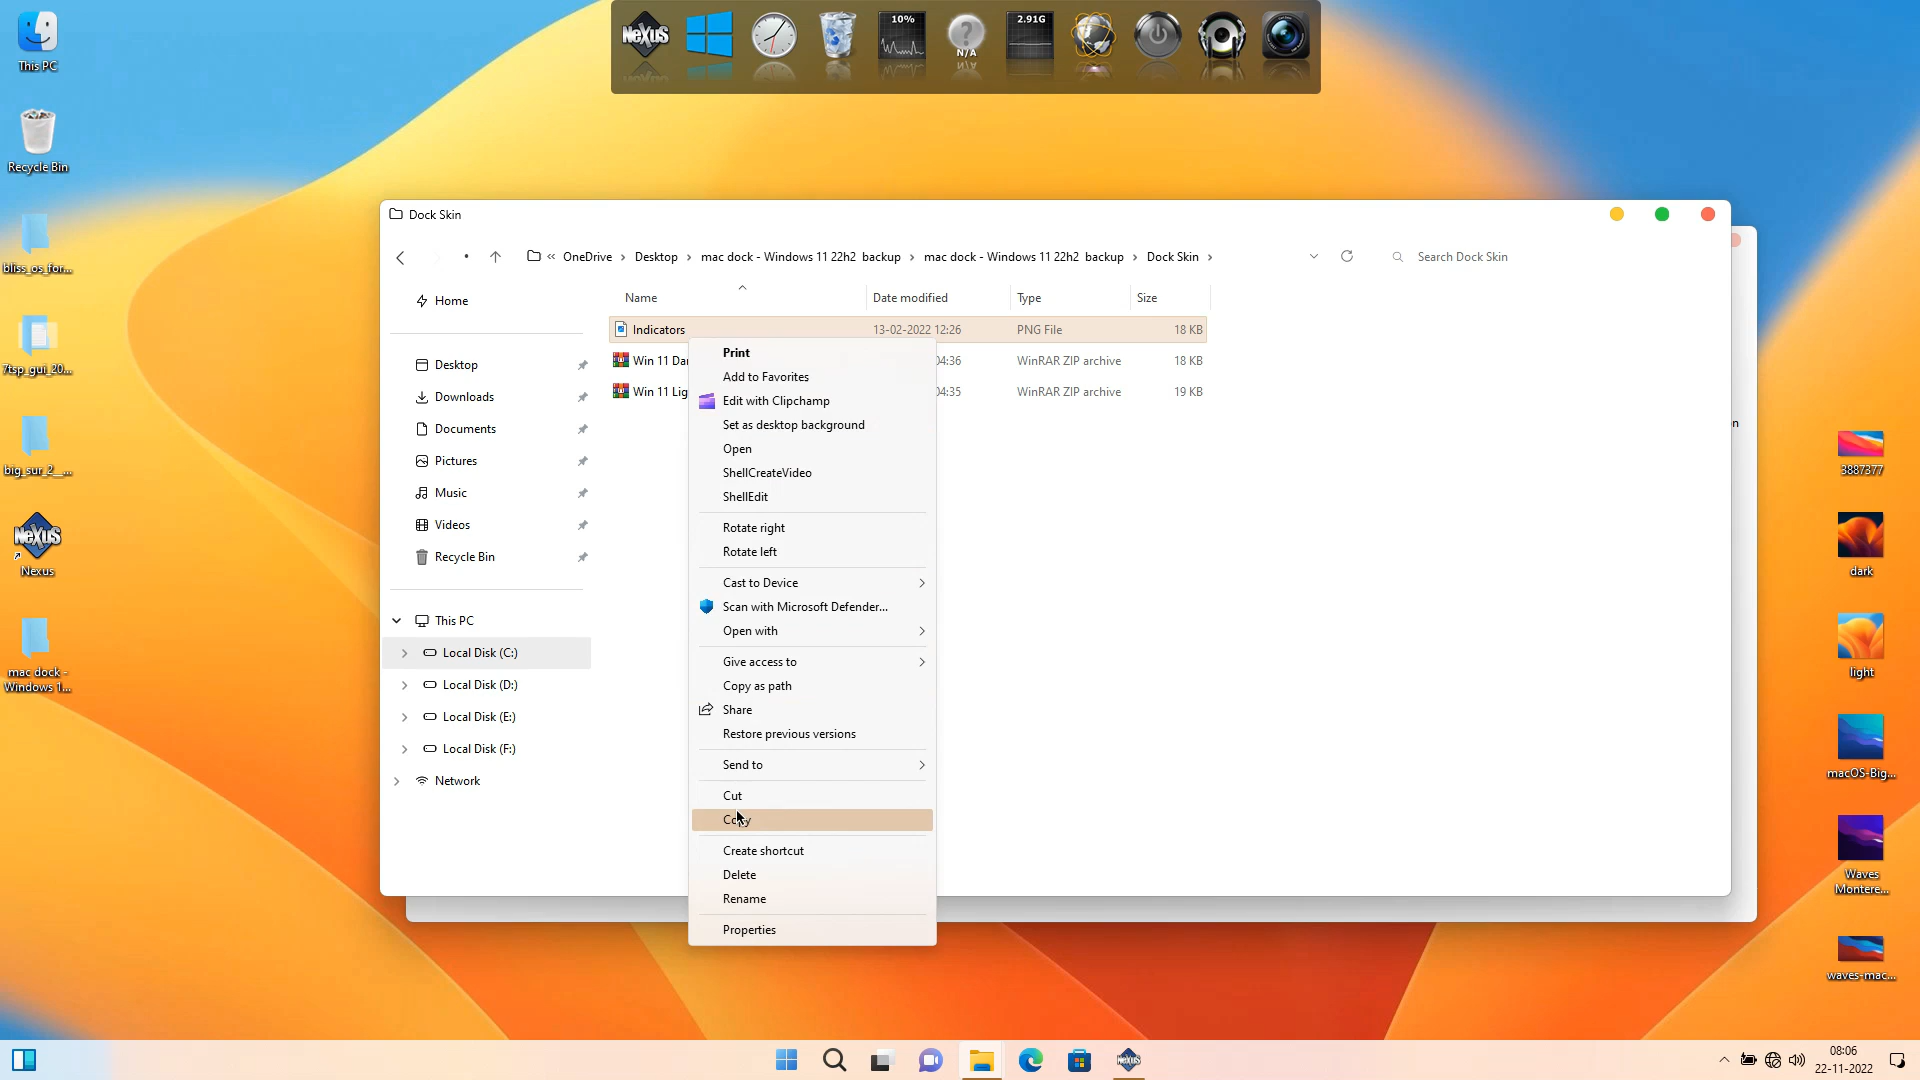 NeXuS
10%
N/A
2.91G
This PC
Recycle Bin
bliss_os_for...
7tsp_gui_20...
big_sur_2__...
NeXuS
Nexus
mac dock -
Windows 1...
Dock Skin
« OneDrive › Desktop › mac dock - Windows 11 22h2 backup › mac dock - Windows 11 22h2 backup › Dock Skin ›
Search Dock Skin
Home
Desktop
Downloads
Documents
Pictures
Music
Videos
Recycle Bin
This PC
Local Disk (C:)
Local Disk (D:)
Local Disk (E:)
Local Disk (F:)
Network
Name Date modified Type Size
Indicators 13-02-2022 12:26 PNG File 18 KB
Win 11 Da 04:36 WinRAR ZIP archive 18 KB
Win 11 Lig 04:35 WinRAR ZIP archive 19 KB
Print
Add to Favorites
Edit with Clipchamp
Set as desktop background
Open
ShellCreateVideo
ShellEdit
Rotate right
Rotate left
Cast to Device
Scan with Microsoft Defender...
Open with
Give access to
Copy as path
Share
Restore previous versions
Send to
Cut
Copy
Create shortcut
Delete
Rename
Properties
n
3887377
dark
light
macOS-Big...
Waves
Montere...
waves-mac...
NeXuS
08:06
22-11-2022